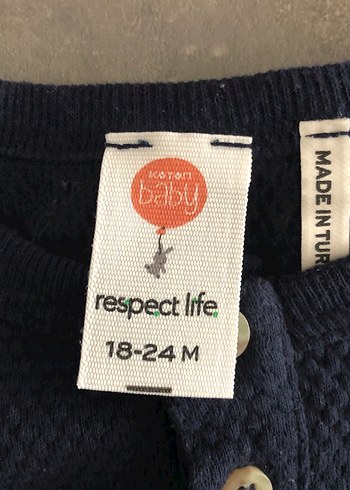 KOTON
baby
respect life.
18-24 M
MADE IN TUR